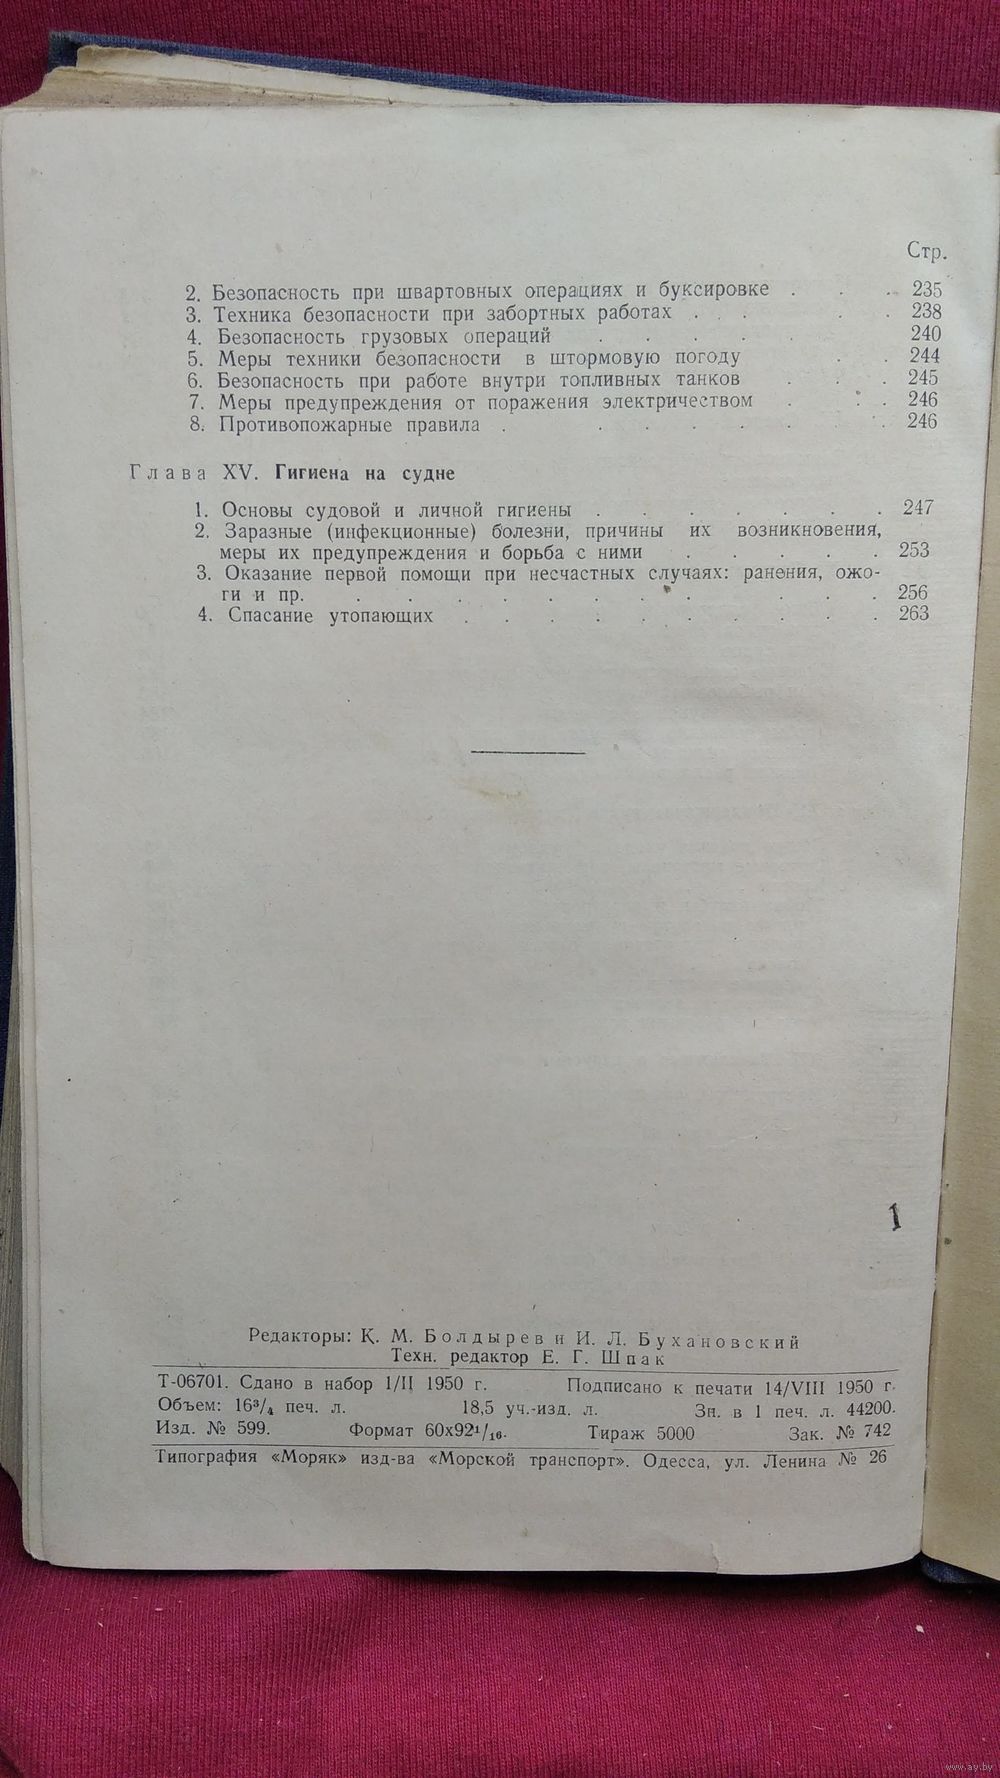 Стр.
2. Безопасность при швартовных операциях и буксировке . . . 235
3. Техника безопасности при забортных работах . . . . . 238
4. Безопасность грузовых операций . . . . . 240
5. Меры техники безопасности в штормовую погоду . . 244
6. Безопасность при работе внутри топливных танков . . . 245
7. Меры предупреждения от поражения электричеством . . . 246
8. Противопожарные правила . . . . . . . . 246
Глава XV. Гигиена на судне
1. Основы судовой и личной гигиены . . . . . . . 247
2. Заразные (инфекционные) болезни, причины их возникновения,
меры их предупреждения и борьба с ними . . . . . 253
3. Оказание первой помощи при несчастных случаях: ранения, ожо-
ги и пр. . . . . . . . . . . . 256
4. Спасание утопающих . . . . . . . . . . 263
1
Редакторы: К. М. Болдырев и И. Л. Бухановский
Техн. редактор Е. Г. Шпак
Т-06701. Сдано в набор 1/II 1950 г. Подписано к печати 14/VIII 1950 г.
Объем: 16³/₄ печ. л. 18,5 уч.-изд. л. Зн. в 1 печ. л. 44200.
Изд. № 599. Формат 60х92¹/₁₆. Тираж 5000 Зак. № 742
Типография «Моряк» изд-ва «Морской транспорт». Одесса, ул. Ленина № 26
www.ay.by